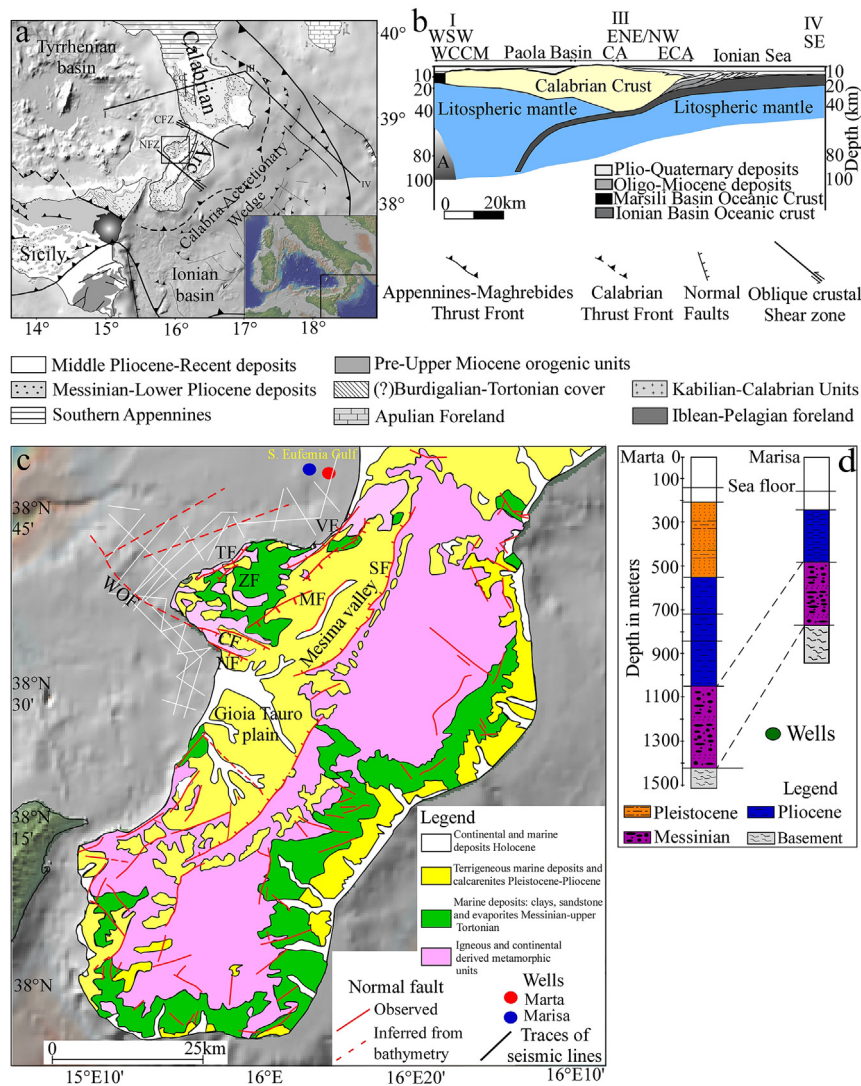 a
Tyrrhenian
basin
Calabrian
Arc
III
CFZ
NFZ
IV
Calabria Accretionary
Wedge
Sicily
Ionian
basin
40°
39°
38°
14°
15°
16°
17°
18°
b
I
III
IV
WSW
ENE/NW
SE
WCCM
Paola Basin
CA
ECA
Ionian Sea
10
20
40
80
100
Calabrian Crust
Litospheric mantle
Litospheric mantle
A
10
20
50
100
Depth (km)
Plio-Quaternary deposits
Oligo-Miocene deposits
Marsili Basin Oceanic Crust
Ionian Basin Oceanic crust
0
20km
Appennines-Maghrebides
Thrust Front
Calabrian
Thrust Front
Normal
Faults
Oblique crustal
Shear zone
Middle Pliocene-Recent deposits
Pre-Upper Miocene orogenic units
Messinian-Lower Pliocene deposits
(?)Burdigalian-Tortonian cover
Kabilian-Calabrian Units
Southern Appennines
Apulian Foreland
Iblean-Pelagian foreland
c
S. Eufemia Gulf
38°N
45'
38°N
30'
38°N
15'
38°N
VF
TF
ZF
SF
WOF
MF
CF
NF
Mesima valley
Gioia Tauro
plain
Legend
Continental and marine
deposits Holocene
Terrigeneous marine deposits and
calcarenites Pleistocene-Pliocene
Marine deposits: clays, sandstone
and evaporites Messinian-upper
Tortonian
Igneous and continental
derived metamorphic
units
Normal fault
Observed
Inferred from
bathymetry
Wells
Marta
Marisa
Traces of
seismic lines
0
25km
15°E10'
16°E
16°E20'
16°E10'
d
Marta
Marisa
0
Sea floor
300
500
700
900
1100
1300
1500
Depth in meters
Wells
Legend
Pleistocene
Pliocene
Messinian
Basement